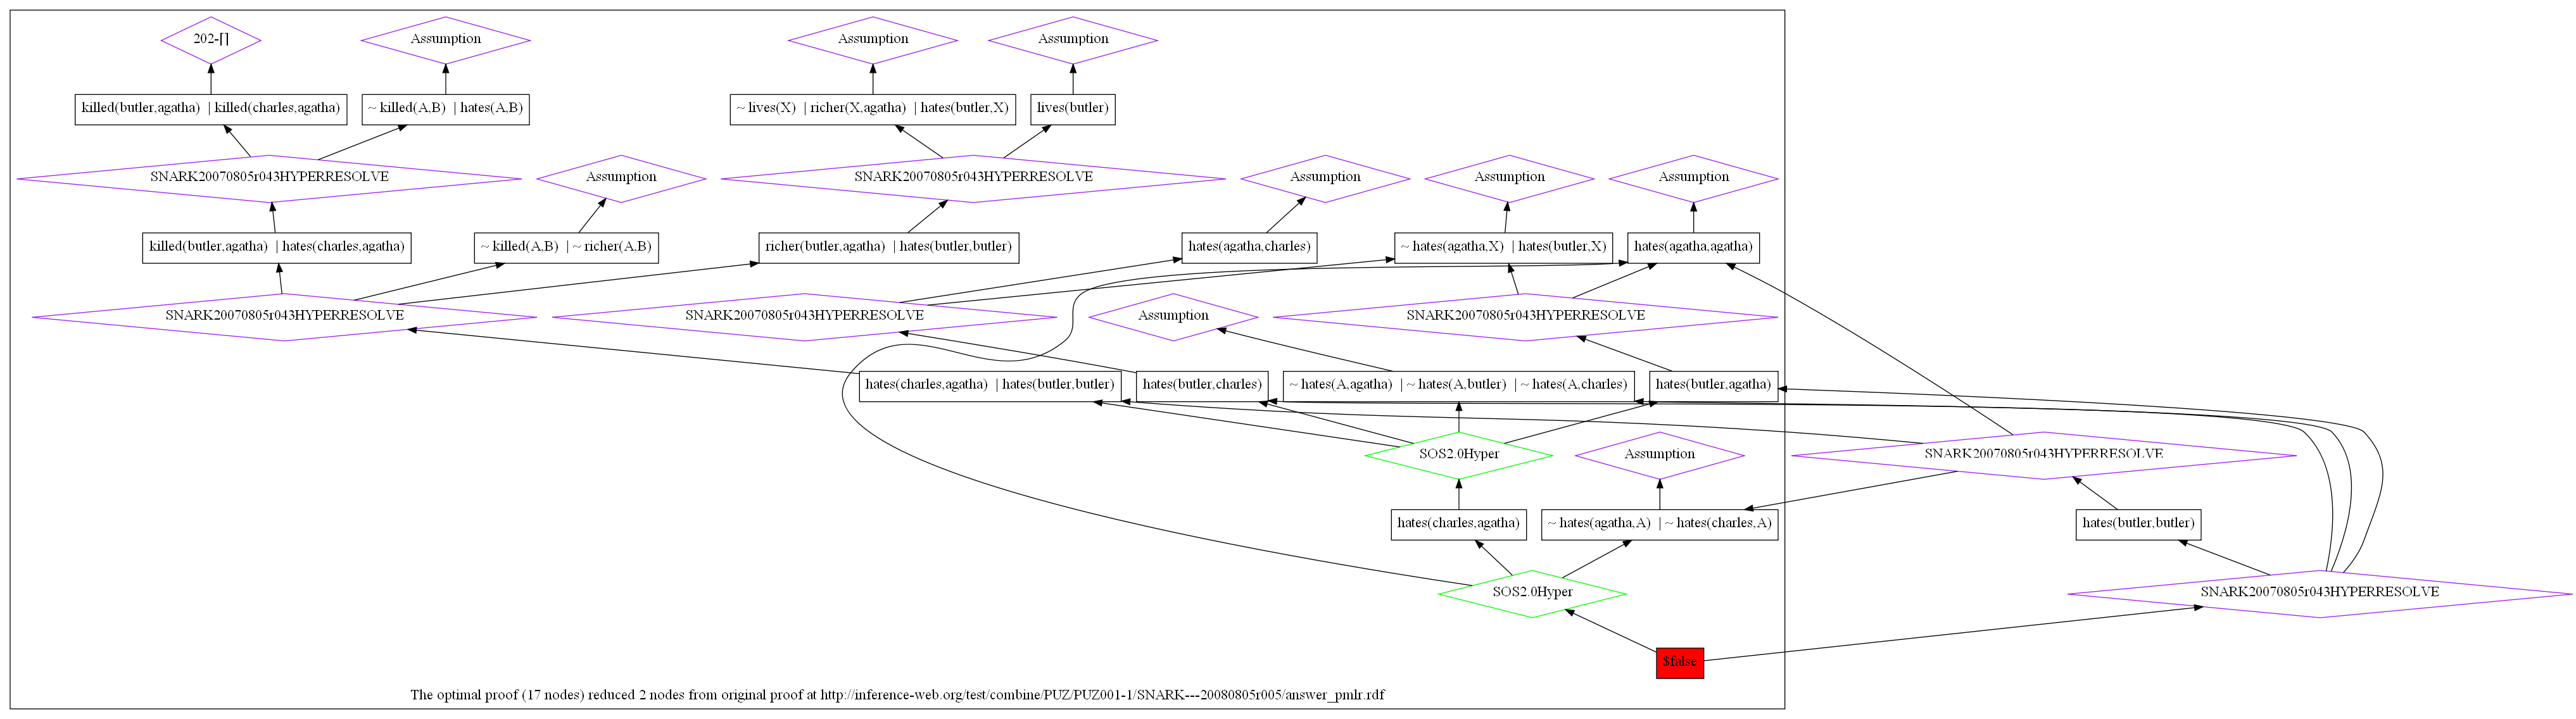 202-[]
Assumption
Assumption
Assumption
killed(butler,agatha) | killed(charles,agatha)
~ killed(A,B) | hates(A,B)
~ lives(X) | richer(X,agatha) | hates(butler,X)
lives(butler)
SNARK20070805r043HYPERRESOLVE
Assumption
SNARK20070805r043HYPERRESOLVE
Assumption
Assumption
Assumption
killed(butler,agatha) | hates(charles,agatha)
~ killed(A,B) | ~ richer(A,B)
richer(butler,agatha) | hates(butler,butler)
hates(agatha,charles)
~ hates(agatha,X) | hates(butler,X)
hates(agatha,agatha)
SNARK20070805r043HYPERRESOLVE
SNARK20070805r043HYPERRESOLVE
Assumption
SNARK20070805r043HYPERRESOLVE
hates(charles,agatha) | hates(butler,butler)
hates(butler,charles)
~ hates(A,agatha) | ~ hates(A,butler) | ~ hates(A,charles)
hates(butler,agatha)
SOS2.0Hyper
Assumption
SNARK20070805r043HYPERRESOLVE
hates(charles,agatha)
~ hates(agatha,A) | ~ hates(charles,A)
hates(butler,butler)
SOS2.0Hyper
SNARK20070805r043HYPERRESOLVE
$false
The optimal proof (17 nodes) reduced 2 nodes from original proof at http://inference-web.org/test/combine/PUZ/PUZ001-1/SNARK---20080805r005/answer_pmlr.rdf